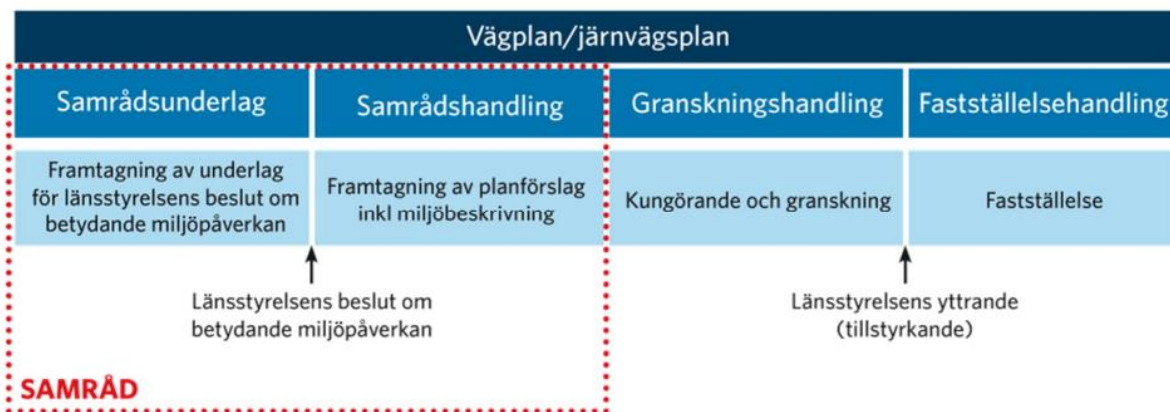 Vägplan/järnvägsplan
Samrådsunderlag
Samrådshandling
Granskningshandling
Fastställelsehandling
Framtagning av underlag
för länsstyrelsens beslut om
betydande miljöpåverkan
Framtagning av planförslag
inkl miljöbeskrivning
Kungörande och granskning
Fastställelse
Länsstyrelsens beslut om
betydande miljöpåverkan
Länsstyrelsens yttrande
(tillstyrkande)
SAMRÅD